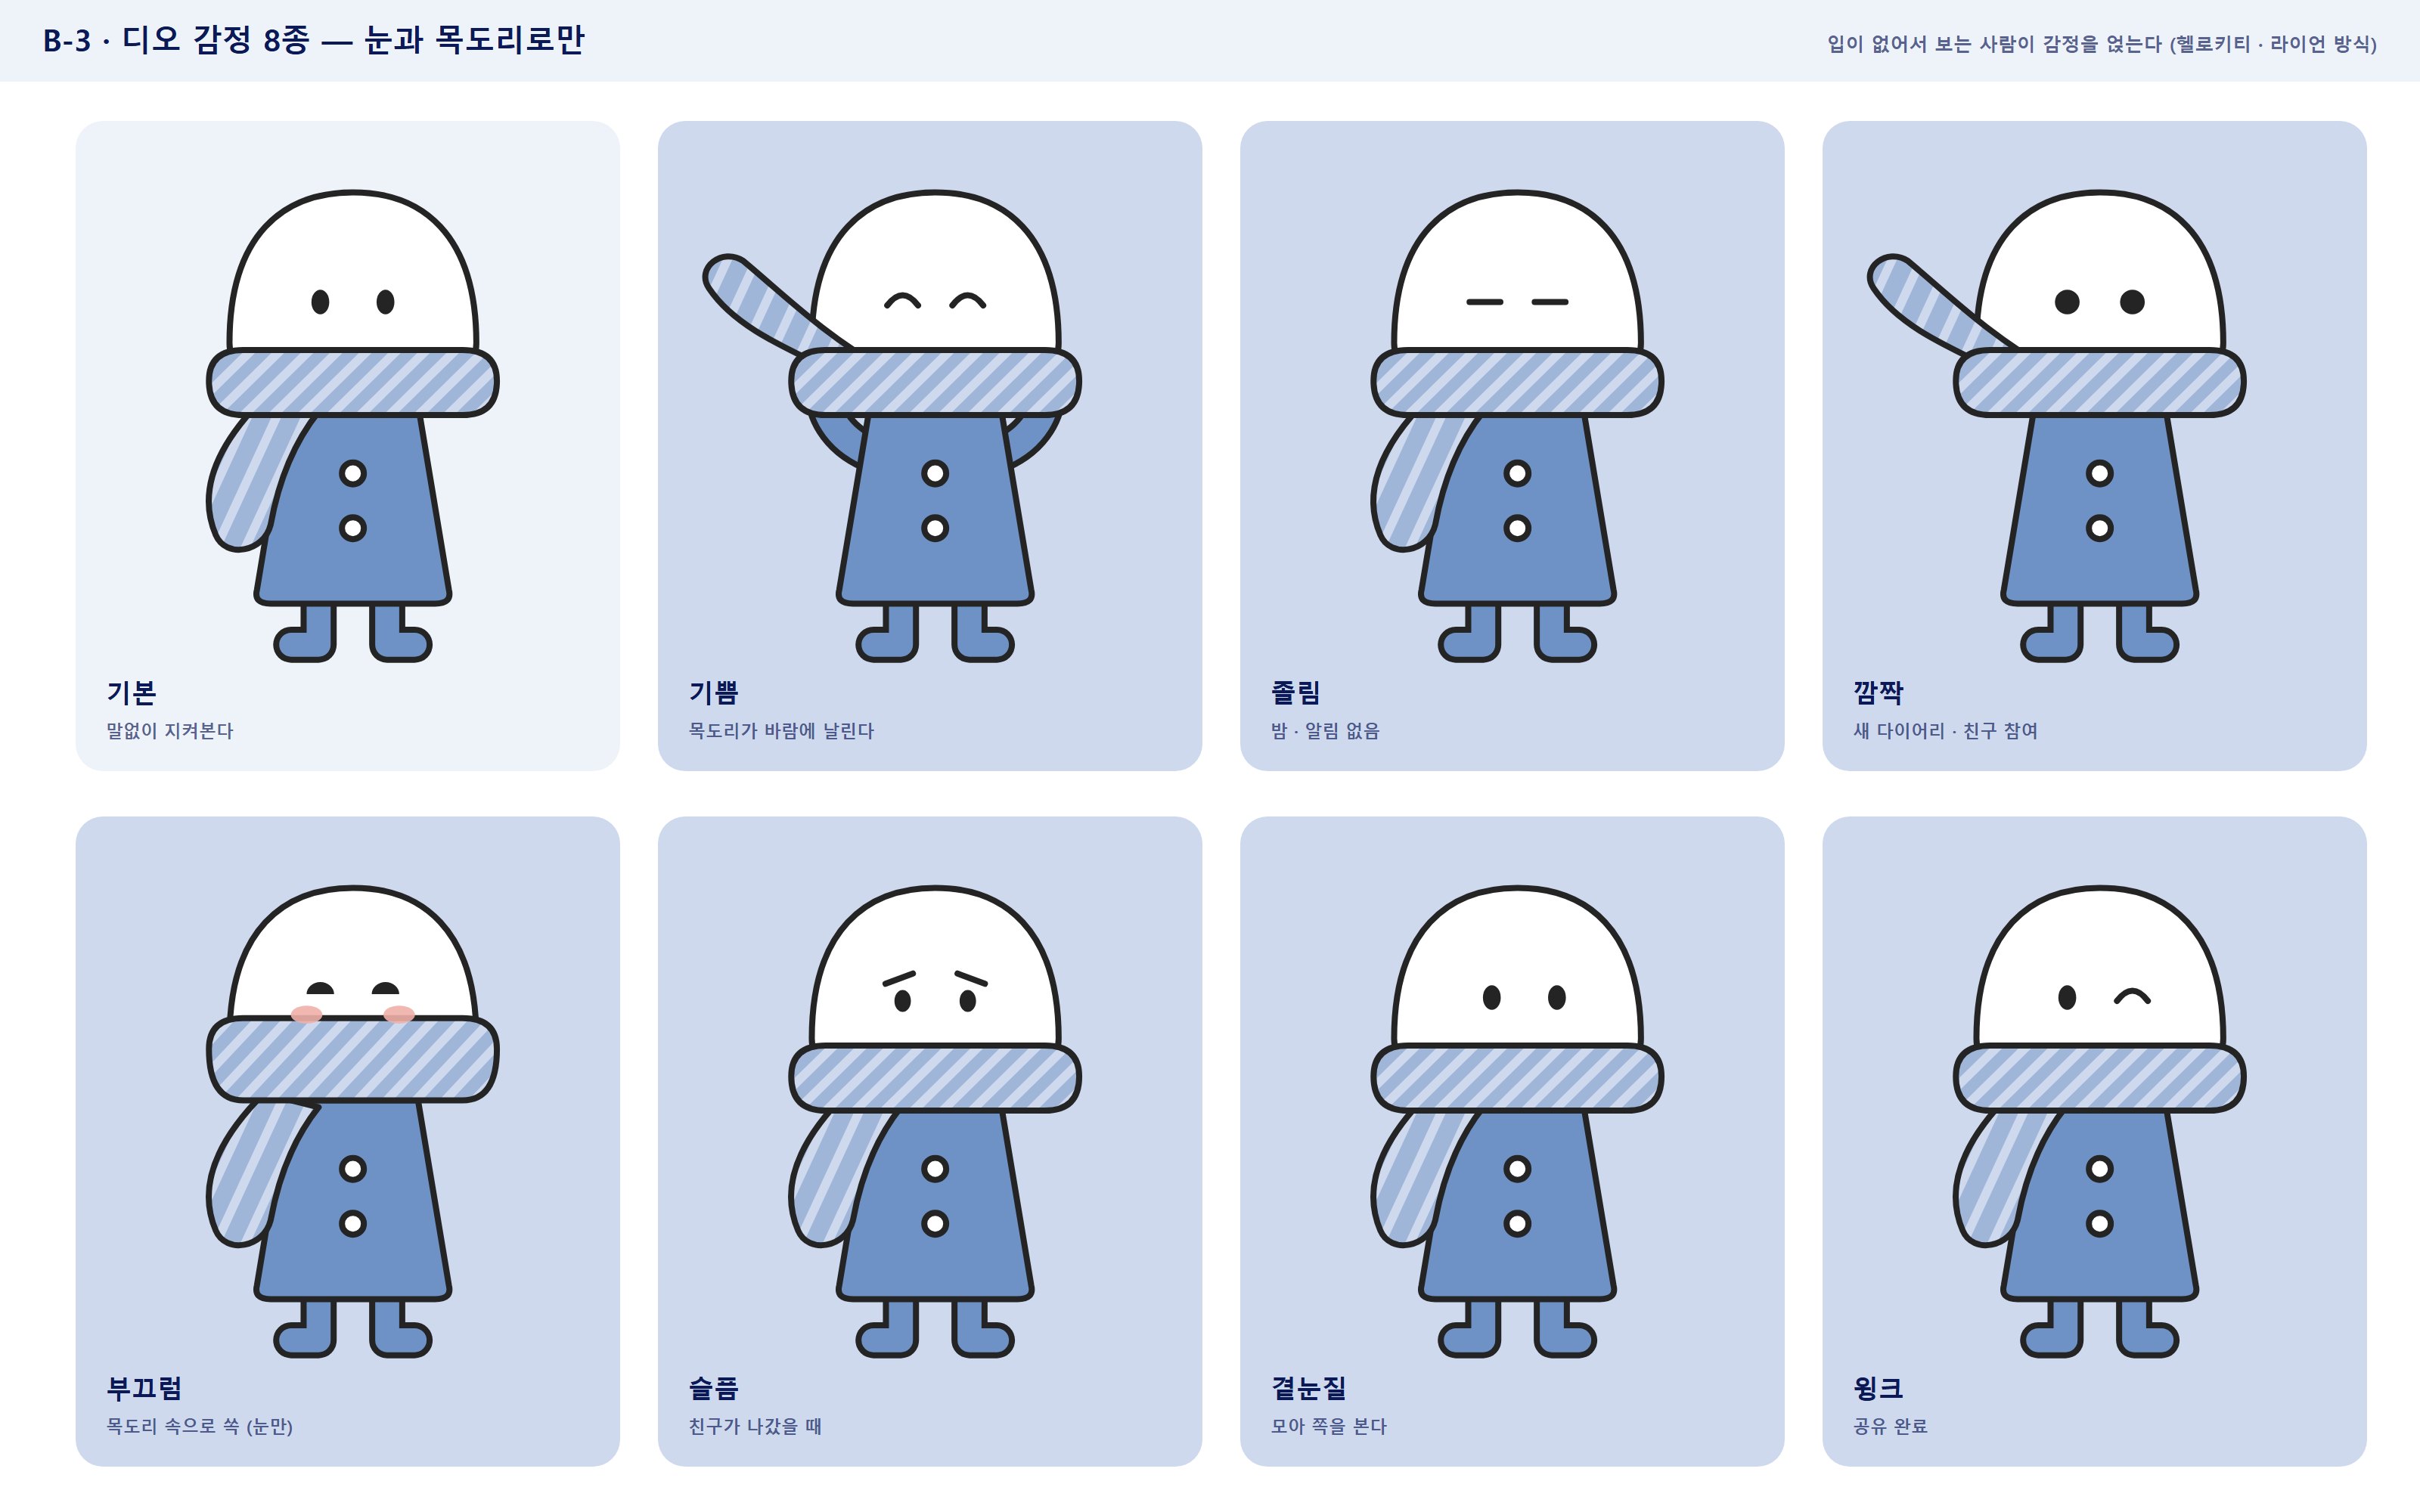 B-3 · 디오 감정 8종 — 눈과 목도리로만
입이 없어서 보는 사람이 감정을 얹는다 (헬로키티 · 라이언 방식)
기본
말없이 지켜본다
기쁨
목도리가 바람에 날린다
졸림
밤 · 알림 없음
깜짝
새 다이어리 · 친구 참여
부끄럼
목도리 속으로 쏙 (눈만)
슬픔
친구가 나갔을 때
곁눈질
모아 쪽을 본다
윙크
공유 완료